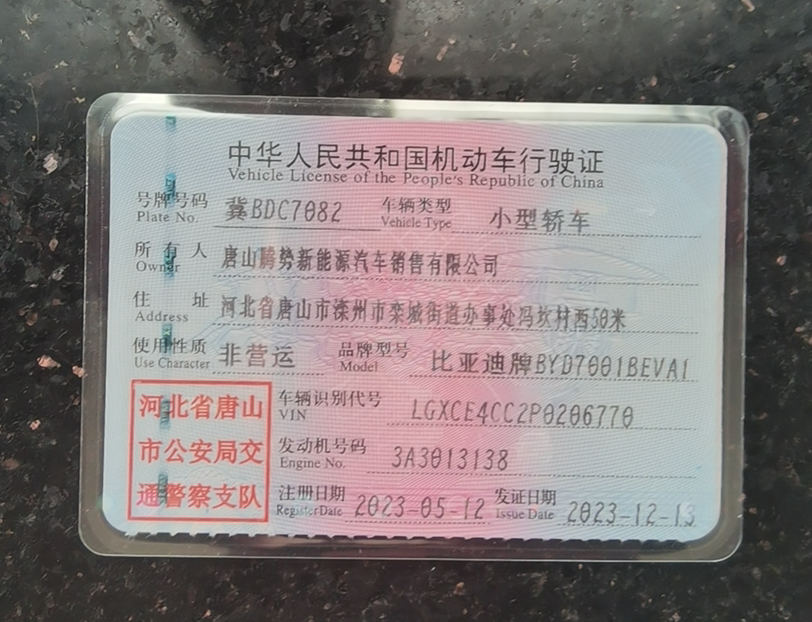 中华人民共和国机动车行驶证
Vehicle License of the People's Republic of China
号牌号码 冀BDC7082 车辆类型 小型轿车
Plate No. Vehicle Type
所有人 唐山腾势新能源汽车销售有限公司
Owner
住址 河北省唐山市滦州市栾城街道办事处冯坎村西50米
Address
使用性质 非营运 品牌型号 比亚迪牌BYD7001BEVA1
Use Character Model
河北省唐山
市公安局交
通警察支队
车辆识别代号 LGXCE4CC2P0206770
VIN
发动机号码 3A3013138
Engine No.
注册日期 2023-05-12 发证日期 2023-12-13
Register Date Issue Date